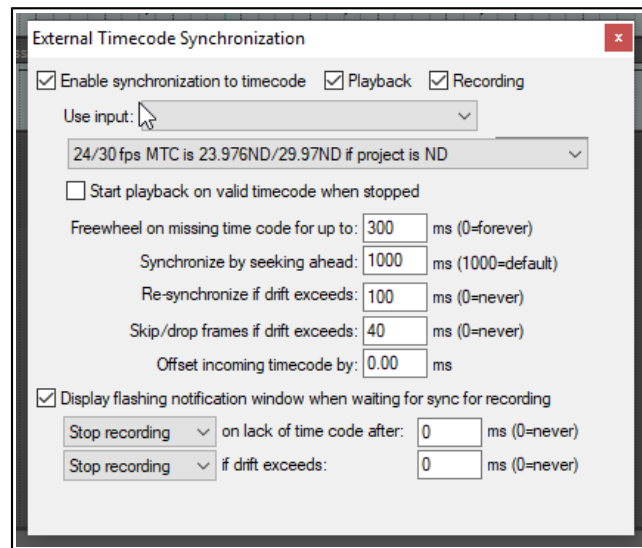 External Timecode Synchronization x
Enable synchronization to timecode Playback Recording
Use input:
24/30 fps MTC is 23.976ND/29.97ND if project is ND
Start playback on valid timecode when stopped
Freewheel on missing time code for up to: 300 ms (0=forever)
Synchronize by seeking ahead: 1000 ms (1000=default)
Re-synchronize if drift exceeds: 100 ms (0=never)
Skip/drop frames if drift exceeds: 40 ms (0=never)
Offset incoming timecode by: 0.00 ms
Display flashing notification window when waiting for sync for recording
Stop recording on lack of time code after: 0 ms (0=never)
Stop recording if drift exceeds: 0 ms (0=never)